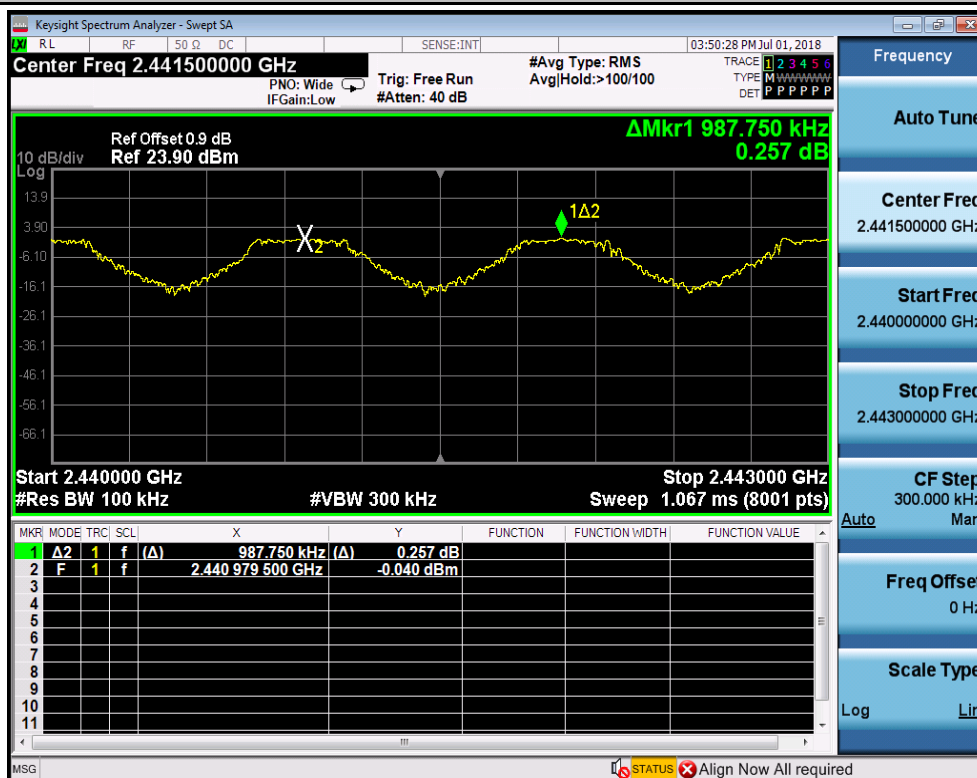 Keysight Spectrum Analyzer - Swept SA
LXI RL RF 50 Ω DC SENSE:INT 03:50:28 PM Jul 01, 2018
Center Freq 2.441500000 GHz
PNO: Wide
IFGain:Low
Trig: Free Run
#Atten: 40 dB
#Avg Type: RMS
Avg|Hold:>100/100
TRACE 1 2 3 4 5 6
TYPE M WWWWW
DET P P P P P P
Frequency
Auto Tune
Center Freq
2.441500000 GHz
Start Freq
2.440000000 GHz
Stop Freq
2.443000000 GHz
CF Step
300.000 kHz
Auto Man
Freq Offset
0 Hz
Scale Type
Log Lin
ΔMkr1 987.750 kHz
0.257 dB
Ref Offset 0.9 dB
10 dB/div Ref 23.90 dBm
Log
13.9
3.90
-6.10
-16.1
-26.1
-36.1
-46.1
-56.1
-66.1
1Δ2
X2
Start 2.440000 GHz Stop 2.443000 GHz
#Res BW 100 kHz #VBW 300 kHz Sweep 1.067 ms (8001 pts)
MKR MODE TRC SCL X Y FUNCTION FUNCTION WIDTH FUNCTION VALUE
1 Δ2 1 f (Δ) 987.750 kHz (Δ) 0.257 dB
2 F 1 f 2.440 979 500 GHz -0.040 dBm
3
4
5
6
7
8
9
10
11
MSG STATUS Align Now All required